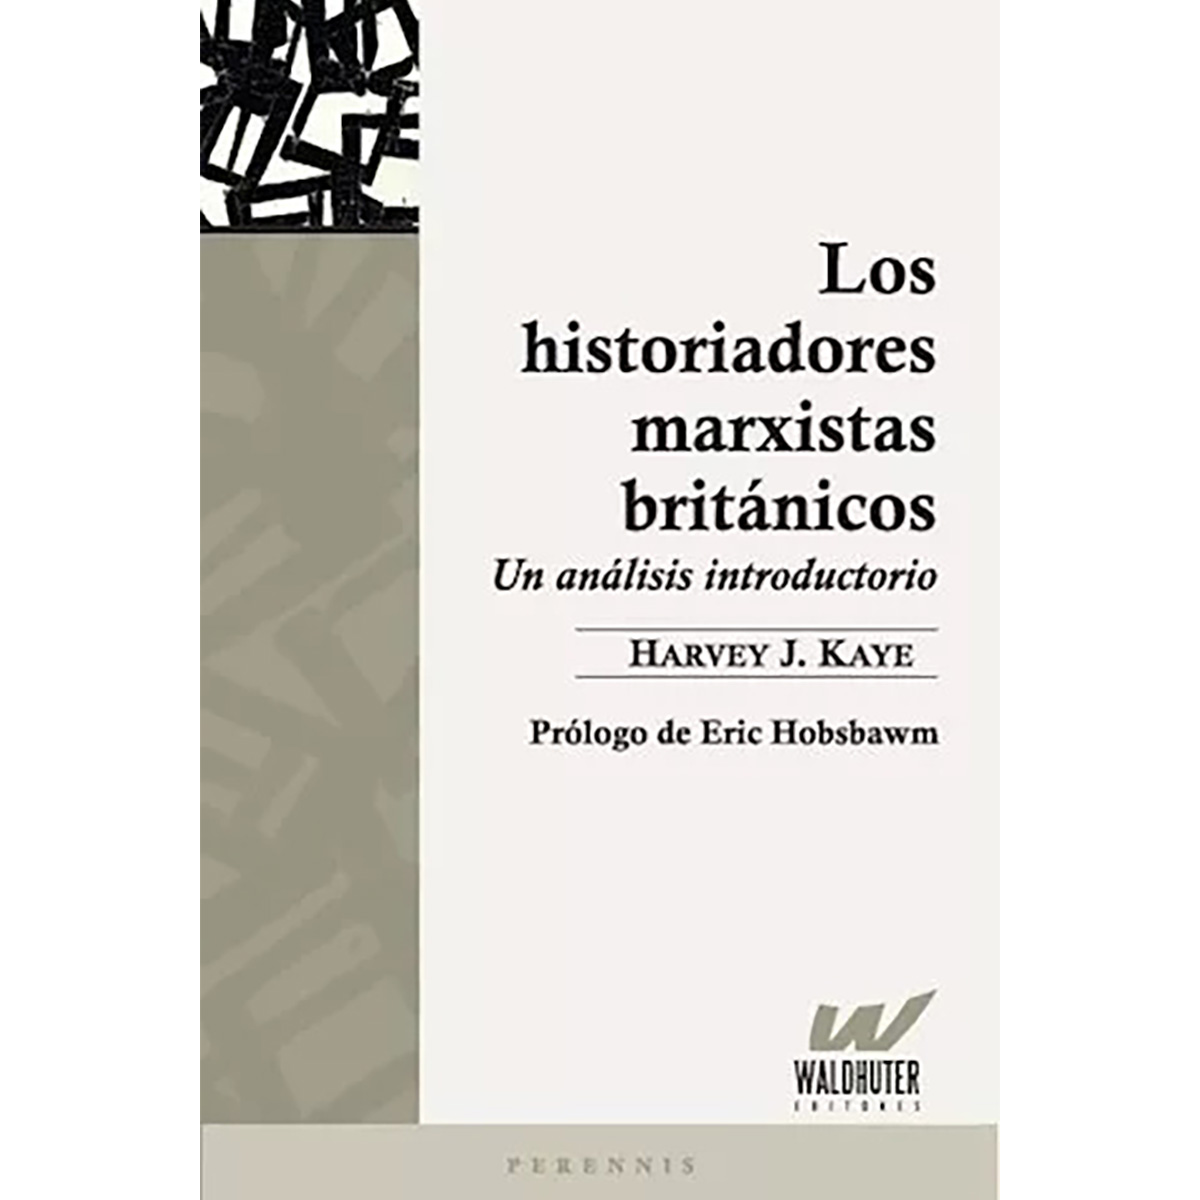 Los
historiadores
marxistas
británicos
Un análisis introductorio
HARVEY J. KAYE
Prólogo de Eric Hobsbawm
W
WALDHUTER
EDITORES
PERENNIS